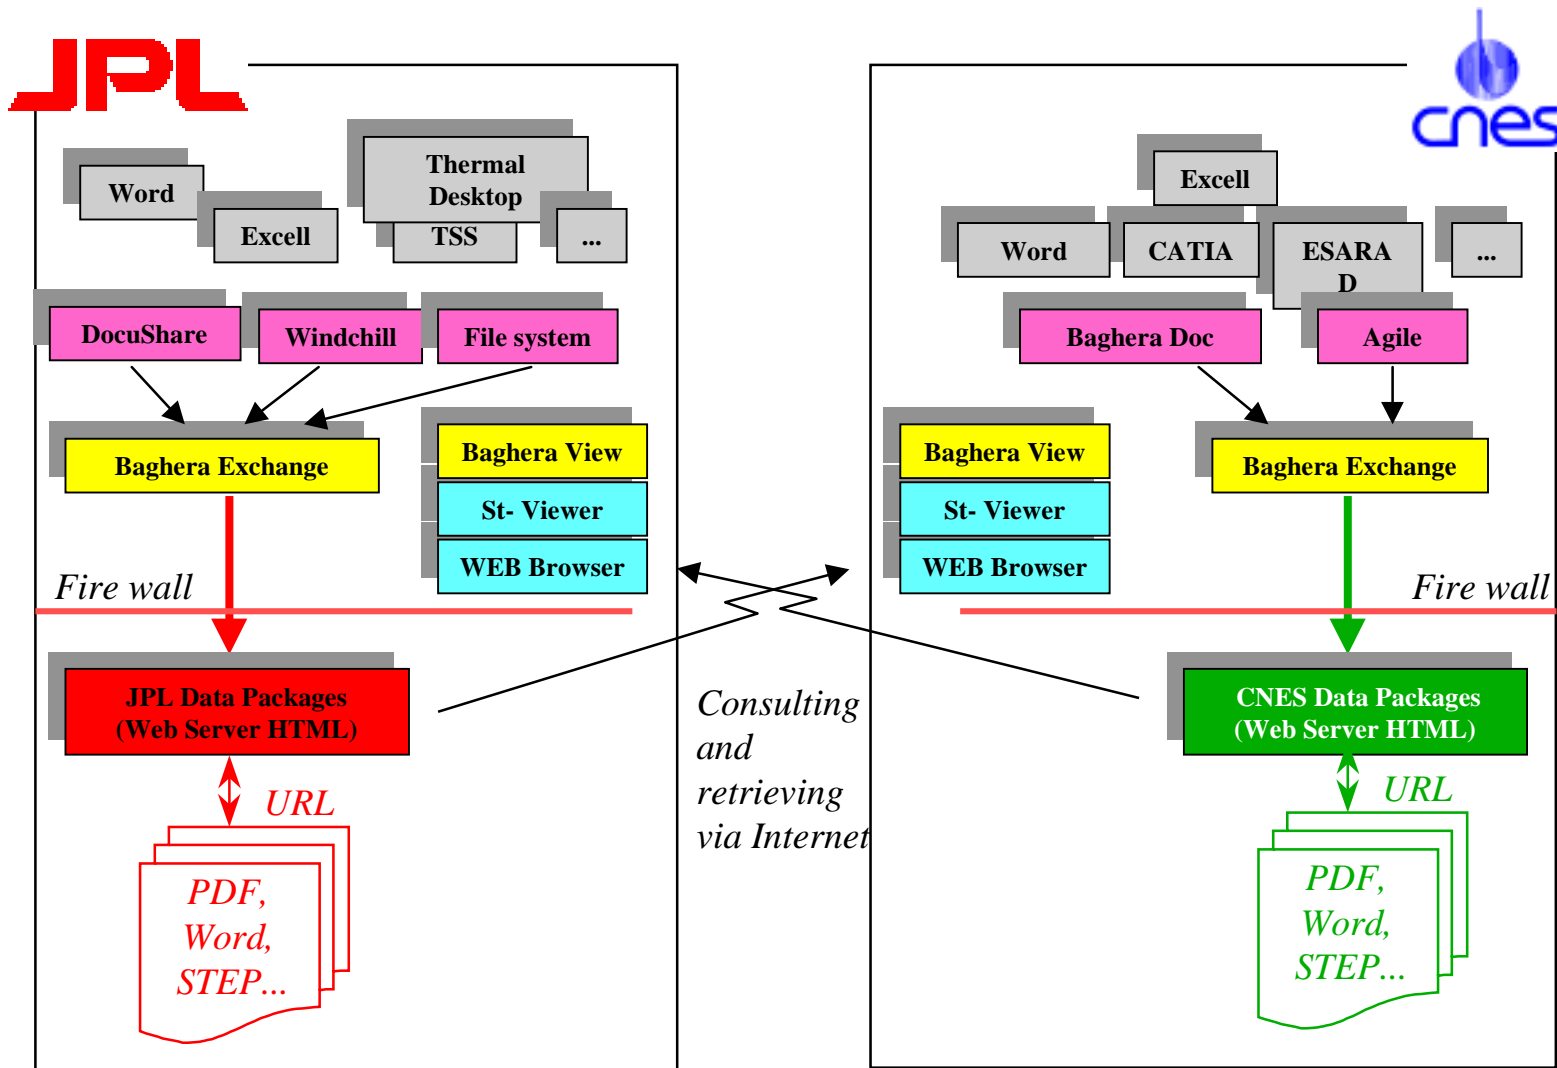 JPL
cnes
Thermal
Desktop
Word
Excell
TSS
...
DocuShare
Windchill
File system
Baghera Exchange
Baghera View
St- Viewer
WEB Browser
Fire wall
JPL Data Packages
(Web Server HTML)
URL
PDF,
Word,
STEP...
Consulting
and
retrieving
via Internet
Excell
Word
CATIA
ESARA
D
...
Baghera Doc
Agile
Baghera View
St- Viewer
WEB Browser
Baghera Exchange
Fire wall
CNES Data Packages
(Web Server HTML)
URL
PDF,
Word,
STEP...